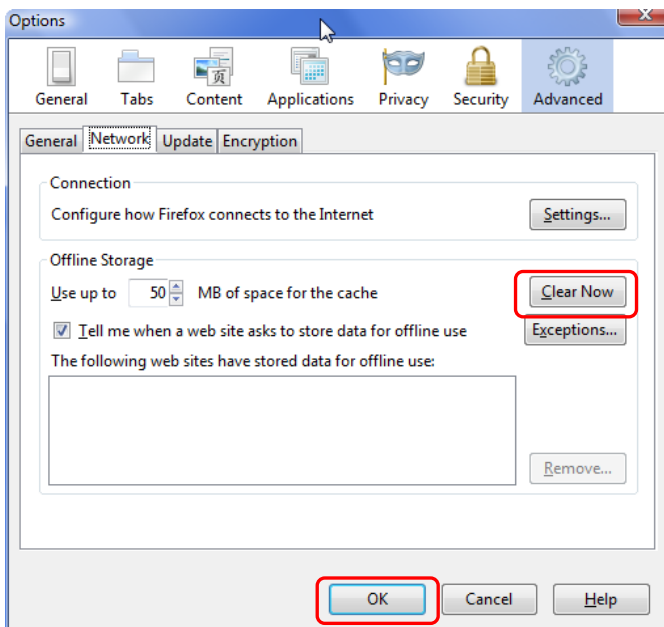 Options
General Tabs Content Applications Privacy Security Advanced
General Network Update Encryption
Connection
Configure how Firefox connects to the Internet Settings...
Offline Storage
Use up to 50 MB of space for the cache Clear Now
Tell me when a web site asks to store data for offline use Exceptions...
The following web sites have stored data for offline use:
Remove...
OK Cancel Help